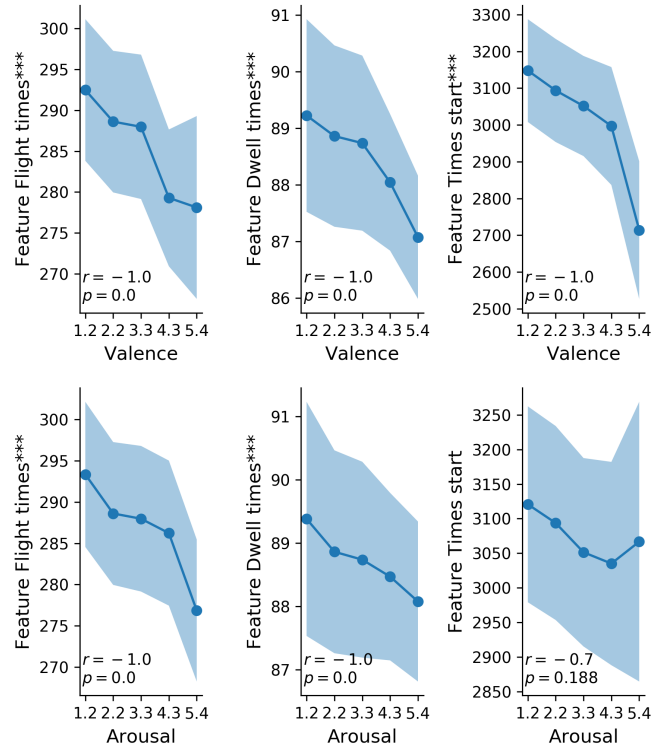 Feature Flight times***
300
295
290
285
280
275
270
r = −1.0
p = 0.0
1.2 2.2 3.3 4.3 5.4
Valence
Feature Dwell times***
91
90
89
88
87
86
r = −1.0
p = 0.0
1.2 2.2 3.3 4.3 5.4
Valence
Feature Times start***
3300
3200
3100
3000
2900
2800
2700
2600
2500
r = −1.0
p = 0.0
1.2 2.2 3.3 4.3 5.4
Valence
Feature Flight times***
300
295
290
285
280
275
270
r = −1.0
p = 0.0
1.2 2.2 3.3 4.3 5.4
Arousal
Feature Dwell times***
91
90
89
88
87
r = −1.0
p = 0.0
1.2 2.2 3.3 4.3 5.4
Arousal
Feature Times start
3250
3200
3150
3100
3050
3000
2950
2900
2850
r = −0.7
p = 0.188
1.2 2.2 3.3 4.3 5.4
Arousal